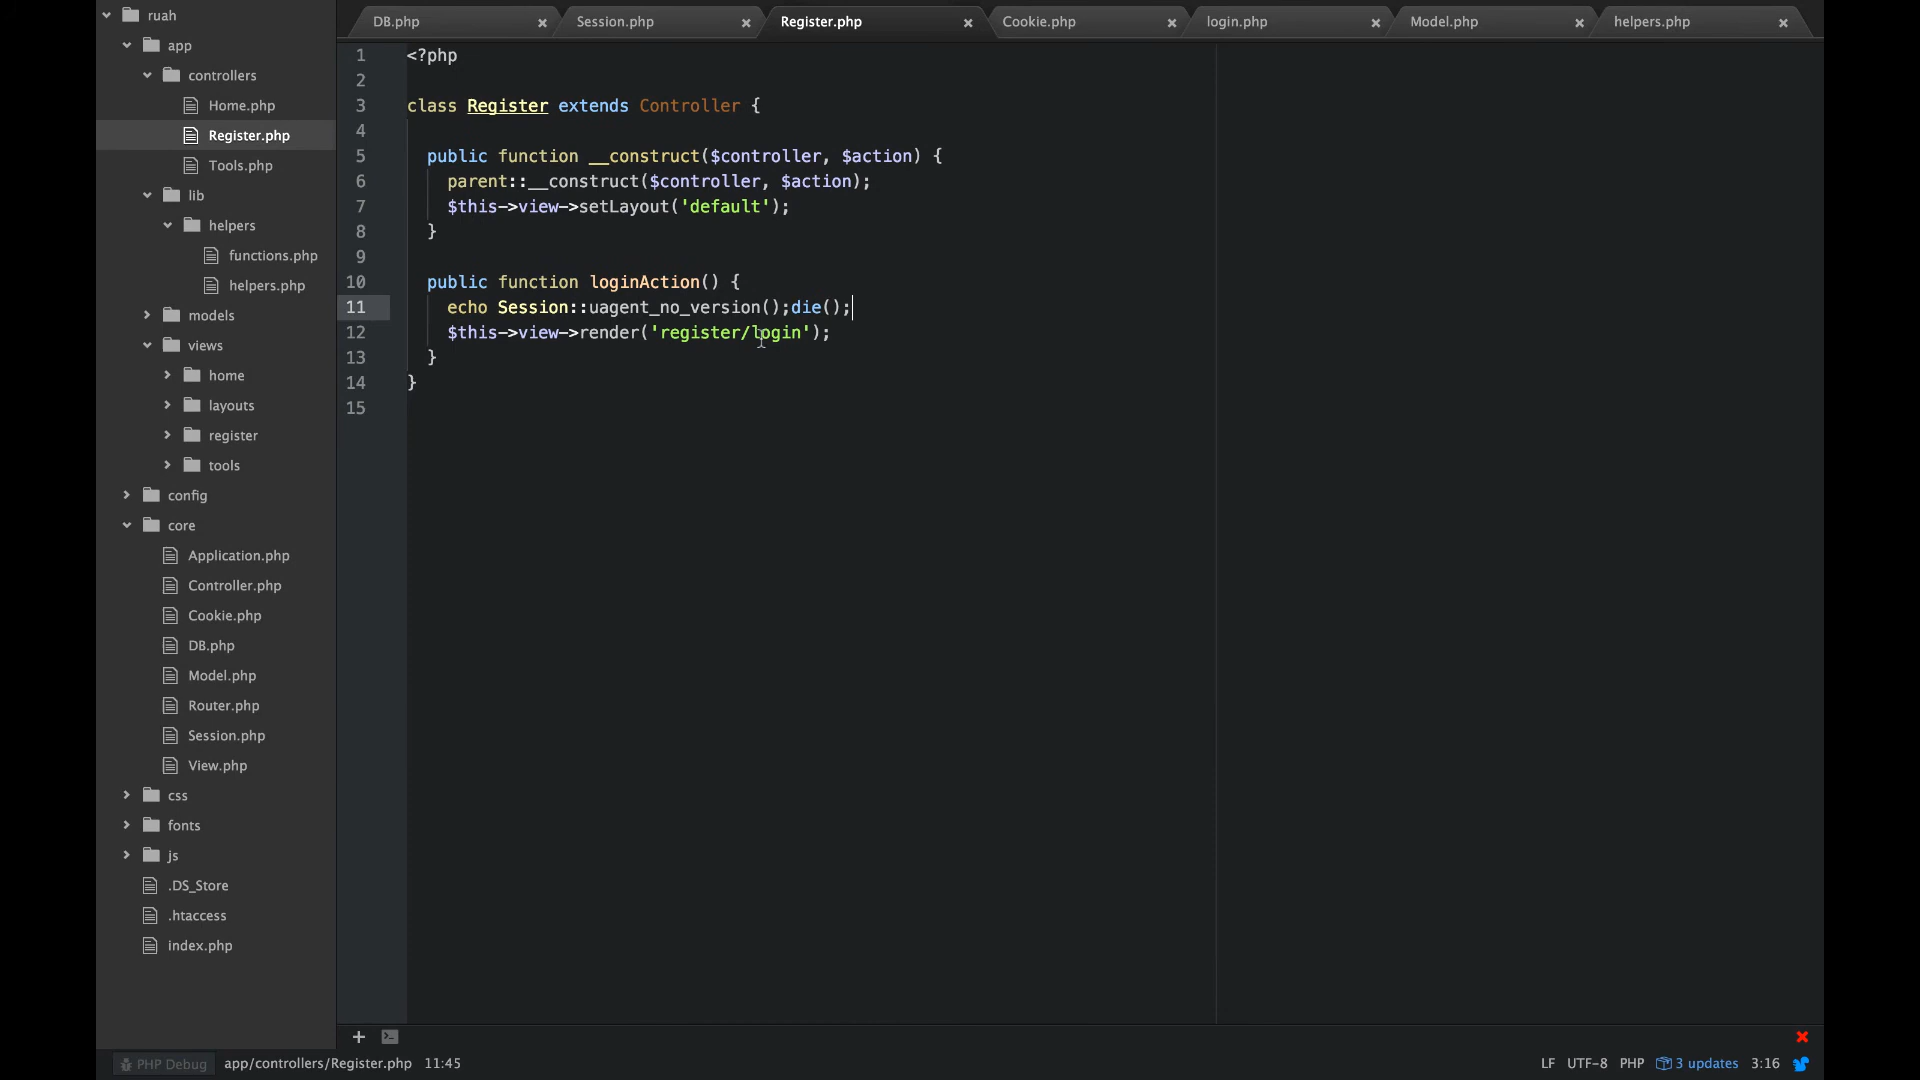 ruah
app
controllers
Home.php
Register.php
Tools.php
lib
helpers
functions.php
helpers.php
models
views
home
layouts
register
tools
config
core
Application.php
Controller.php
Cookie.php
DB.php
Model.php
Router.php
Session.php
View.php
css
fonts
js
.DS_Store
.htaccess
index.php
DB.php Session.php Register.php Cookie.php login.php Model.php helpers.php
1 <?php
2
3 class Register extends Controller {
4
5 public function __construct($controller, $action) {
6 parent::__construct($controller, $action);
7 $this->view->setLayout('default');
8 }
9
10 public function loginAction() {
11 echo Session::uagent_no_version();die();
12 $this->view->render('register/login');
13 }
14 }
15
PHP Debug app/controllers/Register.php 11:45 LF UTF-8 PHP 3 updates 3:16